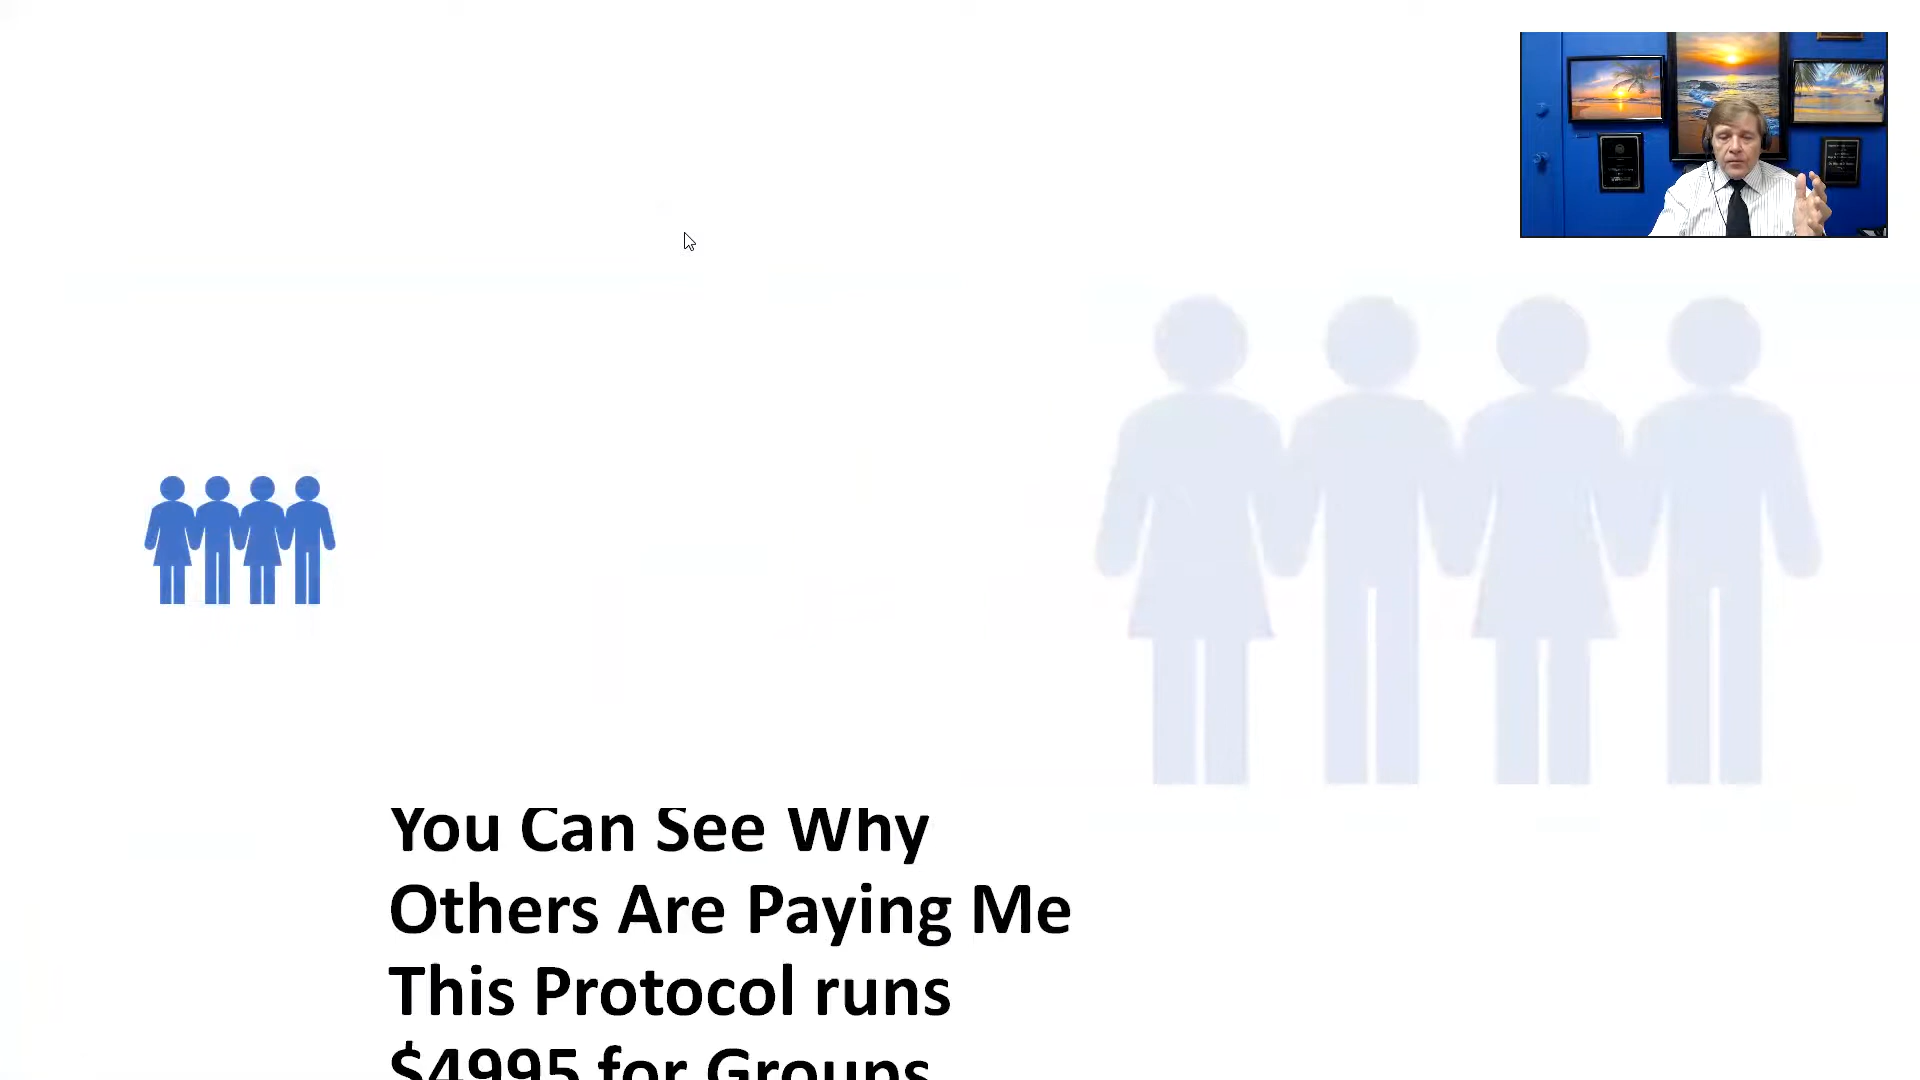 You Can See Why
Others Are Paying Me
This Protocol runs
$4995 for Groups